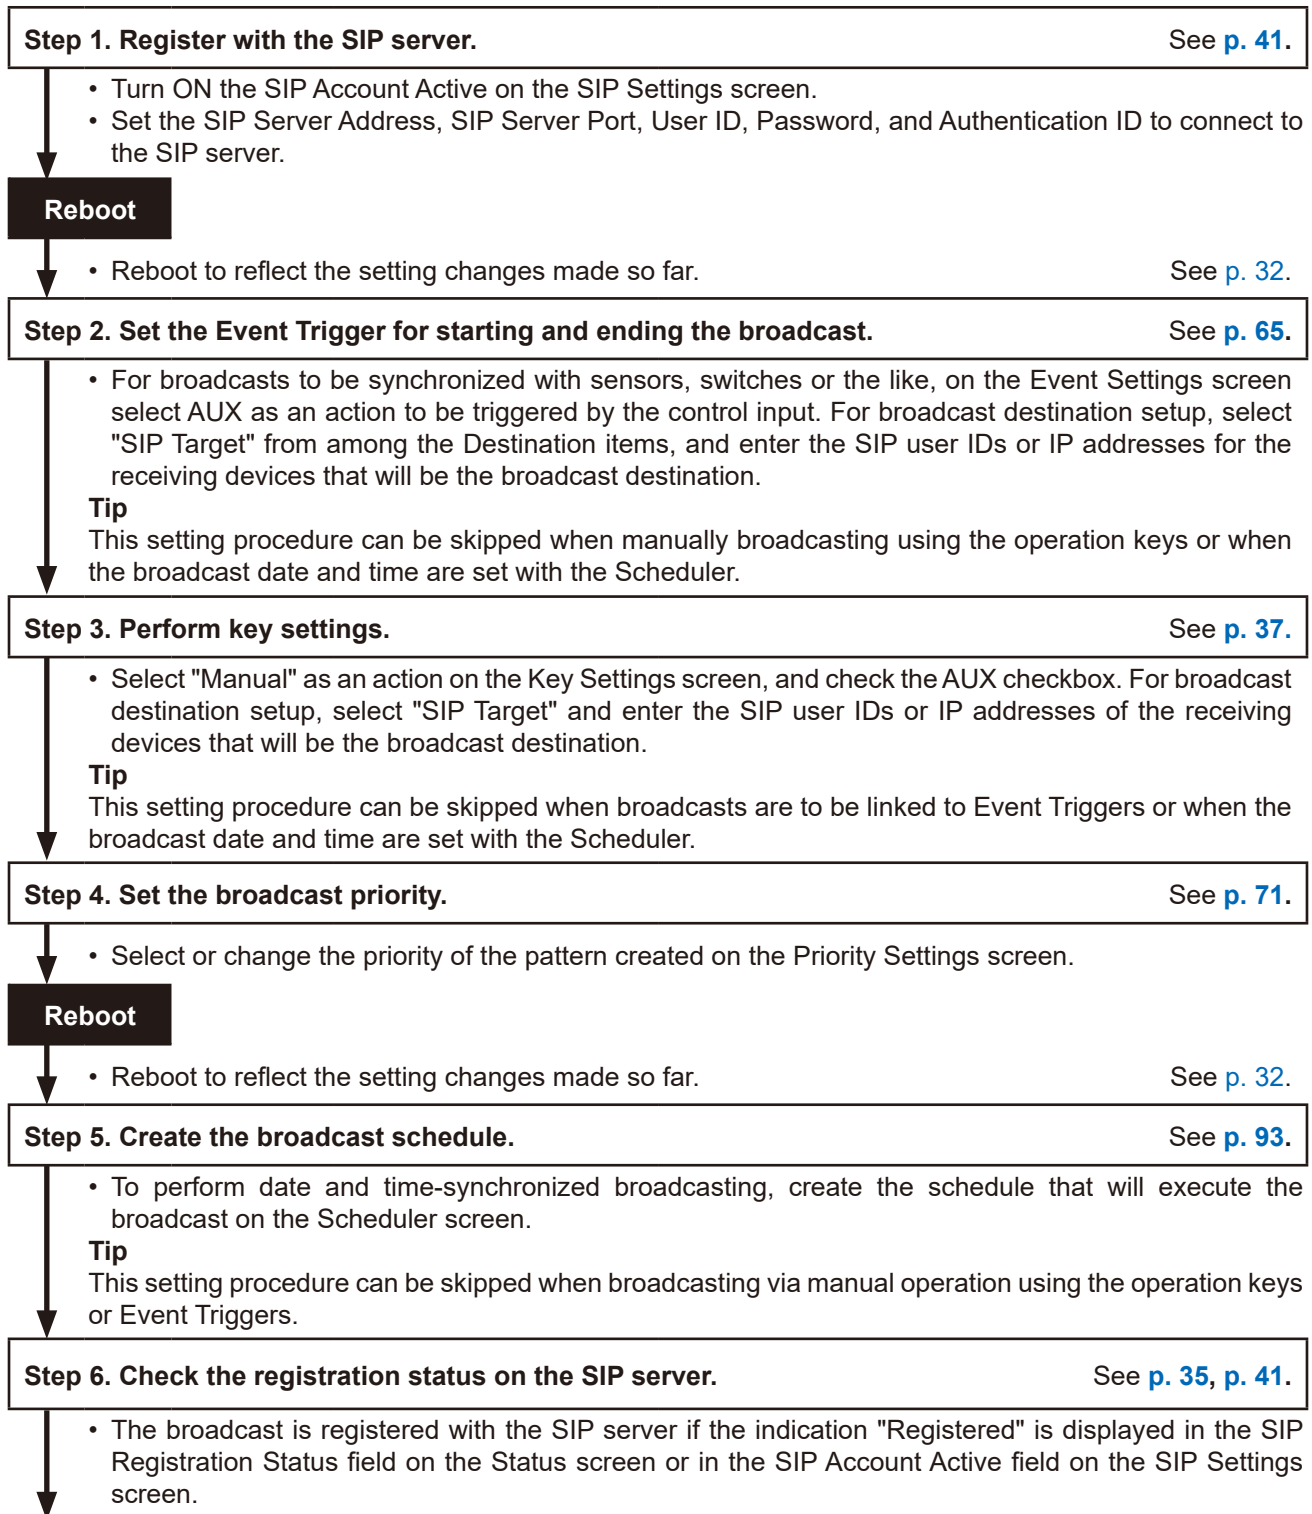 Step 1. Register with the SIP server. See p. 41.
• Turn ON the SIP Account Active on the SIP Settings screen.
• Set the SIP Server Address, SIP Server Port, User ID, Password, and Authentication ID to connect to
the SIP server.
Reboot
• Reboot to reflect the setting changes made so far. See p. 32.
Step 2. Set the Event Trigger for starting and ending the broadcast. See p. 65.
• For broadcasts to be synchronized with sensors, switches or the like, on the Event Settings screen
select AUX as an action to be triggered by the control input. For broadcast destination setup, select
"SIP Target" from among the Destination items, and enter the SIP user IDs or IP addresses for the
receiving devices that will be the broadcast destination.
Tip
This setting procedure can be skipped when manually broadcasting using the operation keys or when
the broadcast date and time are set with the Scheduler.
Step 3. Perform key settings. See p. 37.
• Select "Manual" as an action on the Key Settings screen, and check the AUX checkbox. For broadcast
destination setup, select "SIP Target" and enter the SIP user IDs or IP addresses of the receiving
devices that will be the broadcast destination.
Tip
This setting procedure can be skipped when broadcasts are to be linked to Event Triggers or when the
broadcast date and time are set with the Scheduler.
Step 4. Set the broadcast priority. See p. 71.
• Select or change the priority of the pattern created on the Priority Settings screen.
Reboot
• Reboot to reflect the setting changes made so far. See p. 32.
Step 5. Create the broadcast schedule. See p. 93.
• To perform date and time-synchronized broadcasting, create the schedule that will execute the
broadcast on the Scheduler screen.
Tip
This setting procedure can be skipped when broadcasting via manual operation using the operation keys
or Event Triggers.
Step 6. Check the registration status on the SIP server. See p. 35, p. 41.
• The broadcast is registered with the SIP server if the indication "Registered" is displayed in the SIP
Registration Status field on the Status screen or in the SIP Account Active field on the SIP Settings
screen.